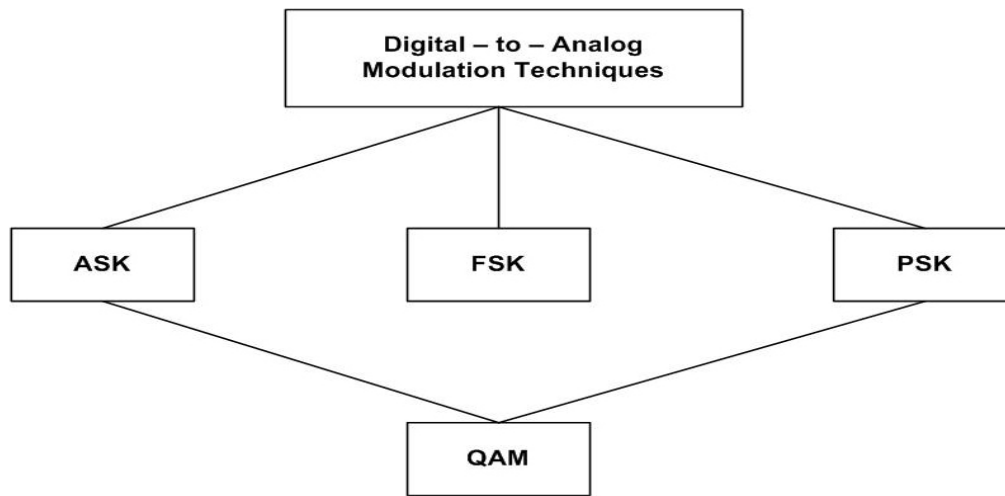 Digital – to – Analog
Modulation Techniques
ASK
FSK
PSK
QAM